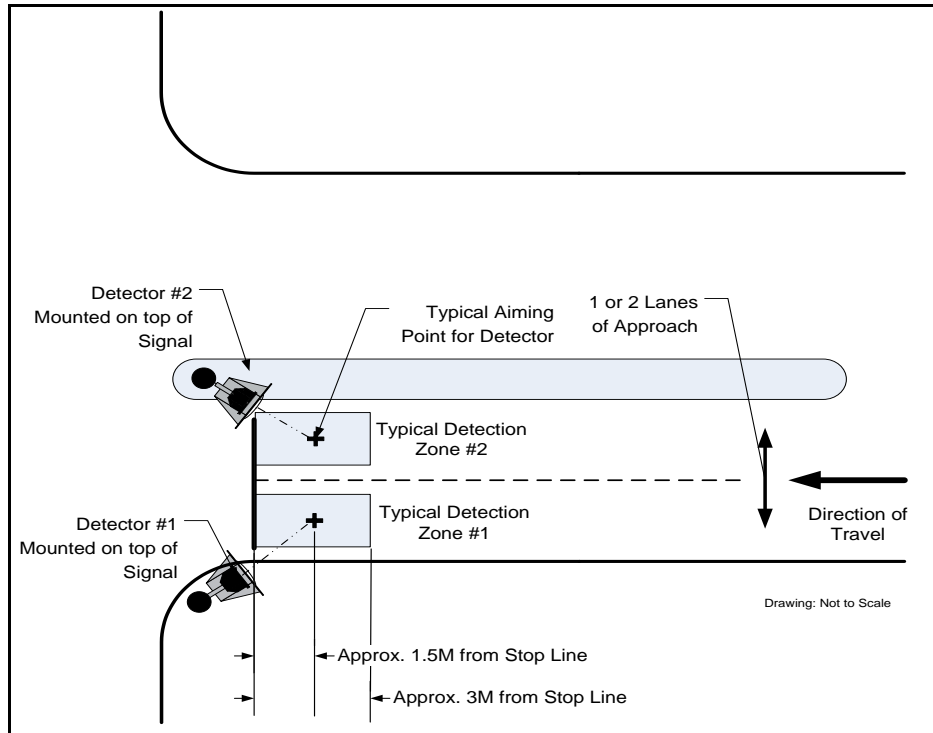 Detector #2
Mounted on top of
Signal
Typical Aiming
Point for Detector
1 or 2 Lanes
of Approach
Typical Detection
Zone #2
Detector #1
Mounted on top of
Signal
Typical Detection
Zone #1
Direction of
Travel
Drawing: Not to Scale
Approx. 1.5M from Stop Line
Approx. 3M from Stop Line